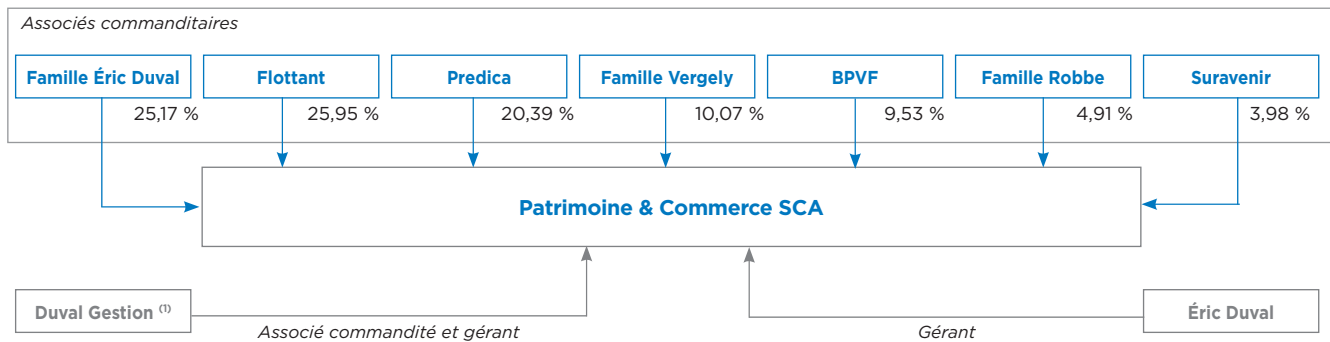 Associés commanditaires
Famille Éric Duval
Flottant
Predica
Famille Vergely
BPVF
Famille Robbe
Suravenir
25,17 %
25,95 %
20,39 %
10,07 %
9,53 %
4,91 %
3,98 %
Patrimoine & Commerce SCA
Duval Gestion (1)
Associé commandité et gérant
Gérant
Éric Duval